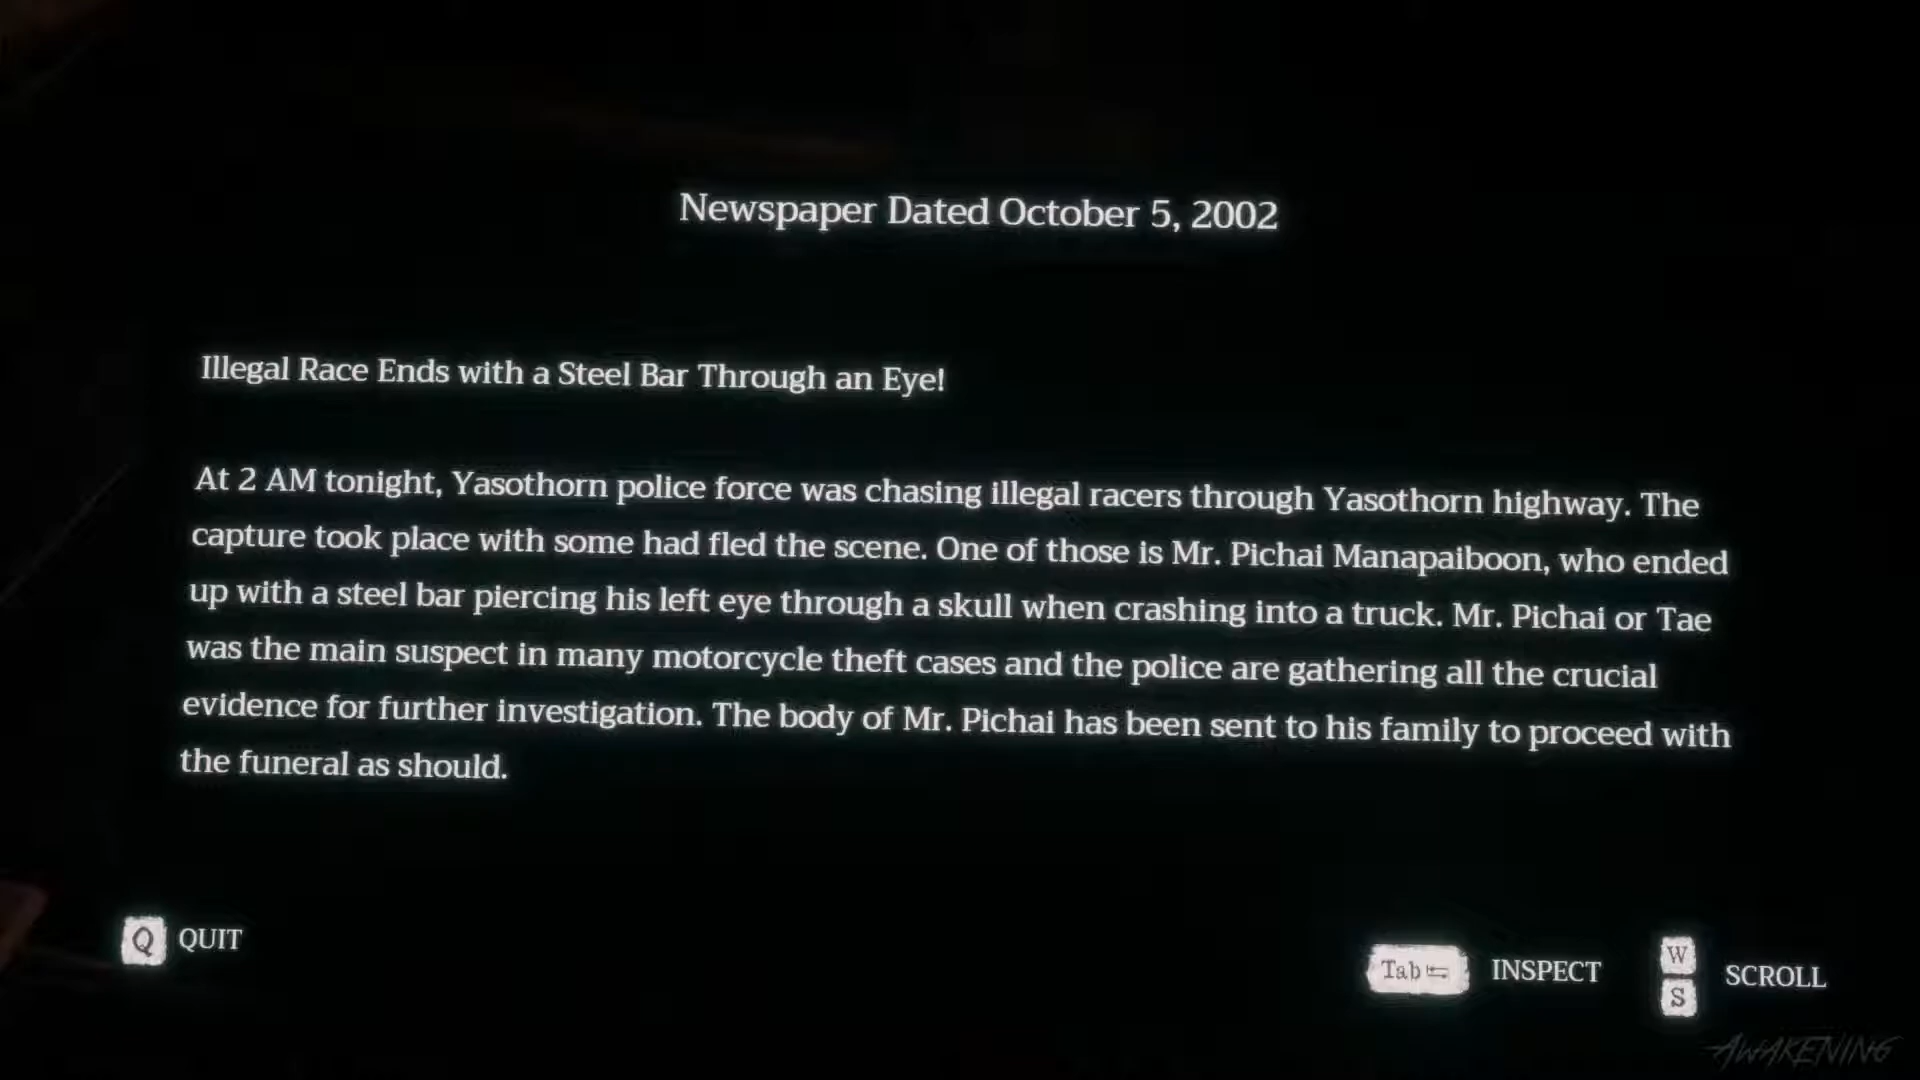 Newspaper Dated October 5, 2002
Illegal Race Ends with a Steel Bar Through an Eye!
At 2 AM tonight, Yasothorn police force was chasing illegal racers through Yasothorn highway. The
capture took place with some had fled the scene. One of those is Mr. Pichai Manapaiboon, who ended
up with a steel bar piercing his left eye through a skull when crashing into a truck. Mr. Pichai or Tae
was the main suspect in many motorcycle theft cases and the police are gathering all the crucial
evidence for further investigation. The body of Mr. Pichai has been sent to his family to proceed with
the funeral as should.
Q QUIT
Tab INSPECT
W
S SCROLL
AWAKENING